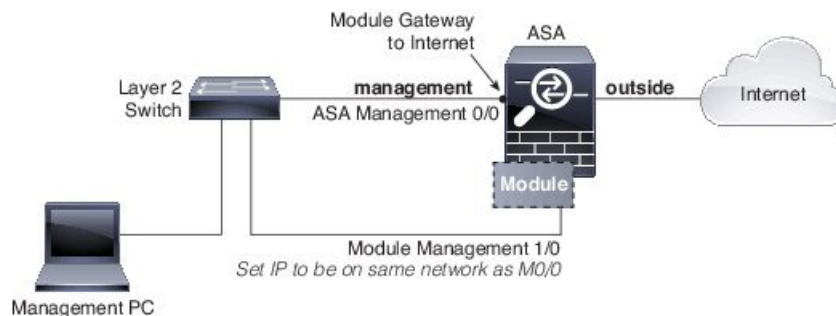 Module Gateway
to Internet
ASA
Layer 2
Switch
management
ASA Management 0/0
outside
Internet
Module
Module Management 1/0
Set IP to be on same network as M0/0
Management PC